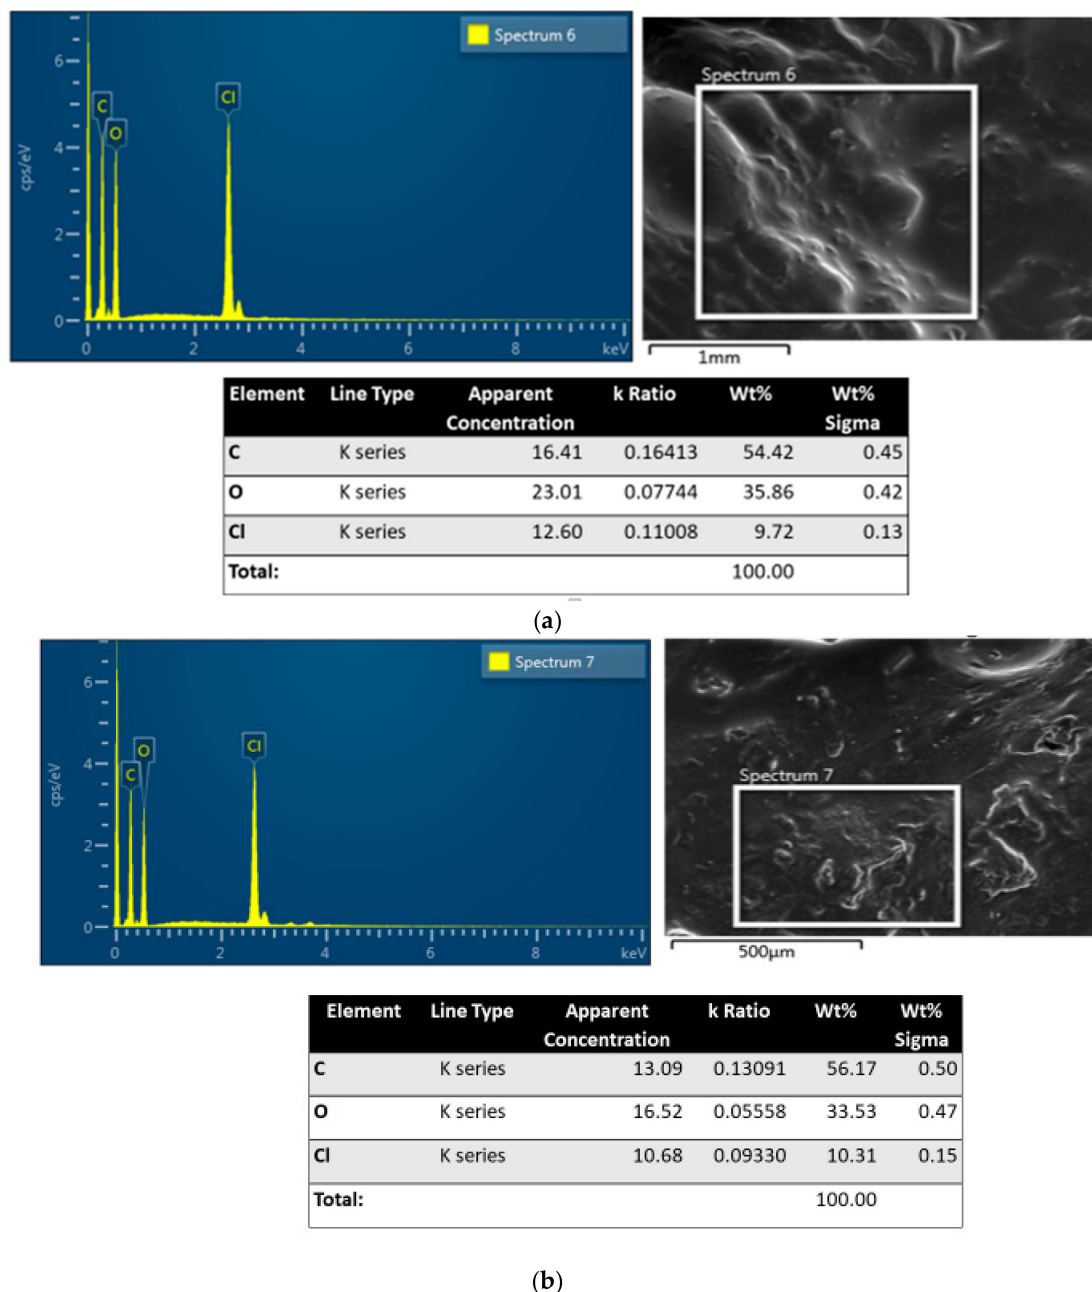 Spectrum 6
6
4
2
0
cps/eV
C
O
Cl
0 2 4 6 8 keV
Spectrum 6
1mm
Element Line Type Apparent Concentration k Ratio Wt% Wt% Sigma
C K series 16.41 0.16413 54.42 0.45
O K series 23.01 0.07744 35.86 0.42
Cl K series 12.60 0.11008 9.72 0.13
Total: 100.00
(a)
Spectrum 7
6
4
2
0
cps/eV
C
O
Cl
0 2 4 6 8 keV
Spectrum 7
500μm
Element Line Type Apparent Concentration k Ratio Wt% Wt% Sigma
C K series 13.09 0.13091 56.17 0.50
O K series 16.52 0.05558 33.53 0.47
Cl K series 10.68 0.09330 10.31 0.15
Total: 100.00
(b)